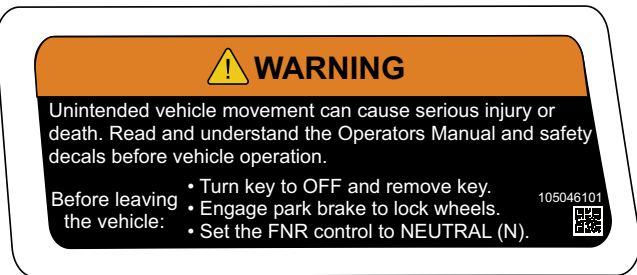 WARNING
Unintended vehicle movement can cause serious injury or
death. Read and understand the Operators Manual and safety
decals before vehicle operation.
Before leaving
the vehicle:
• Turn key to OFF and remove key.
• Engage park brake to lock wheels.
• Set the FNR control to NEUTRAL (N).
105046101